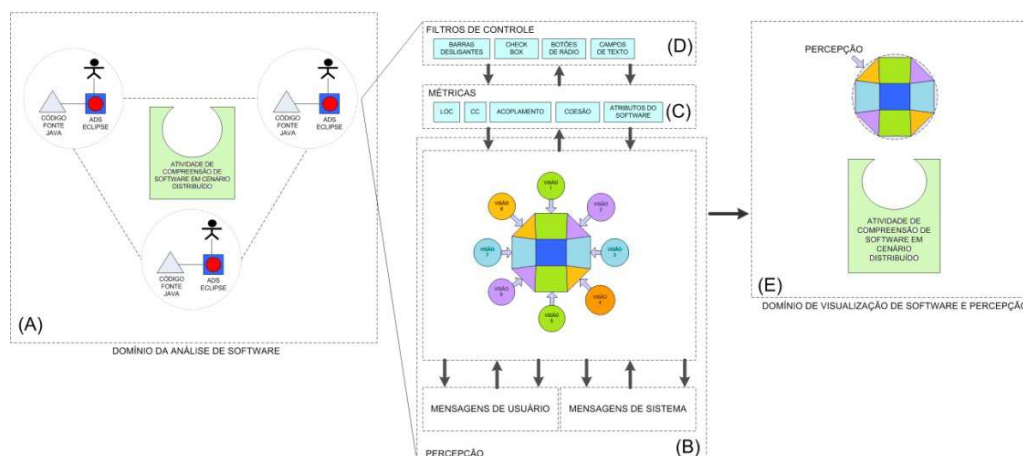 CÓDIGO
FONTE
JAVA
ADS
ECLIPSE
CÓDIGO
FONTE
JAVA
ADS
ECLIPSE
ATIVIDADE DE
COMPREENSÃO DE
SOFTWARE EM CENÁRIO
DISTRIBUÍDO
CÓDIGO
FONTE
JAVA
ADS
ECLIPSE
(A)
DOMÍNIO DA ANÁLISE DE SOFTWARE
FILTROS DE CONTROLE
BARRAS
DESLISANTES
CHECK
BOX
BOTÕES
DE RÁDIO
CAMPOS
DE TEXTO
(D)
MÉTRICAS
LOC
CC
ACOPLAMENTO
COESÃO
ATRIBUTOS DO
SOFTWARE
(C)
VISÃO
1
VISÃO
2
VISÃO
3
VISÃO
4
VISÃO
5
VISÃO
VISÃO
7
VISÃO
MENSAGENS DE USUÁRIO
MENSAGENS DE SISTEMA
(B)
PERCEPÇÃO
PERCEPÇÃO
ATIVIDADE DE
COMPREENSÃO DE
SOFTWARE EM
CENÁRIO
DISTRIBUÍDO
(E)
DOMÍNIO DE VISUALIZAÇÃO DE SOFTWARE E PERCEPÇÃO